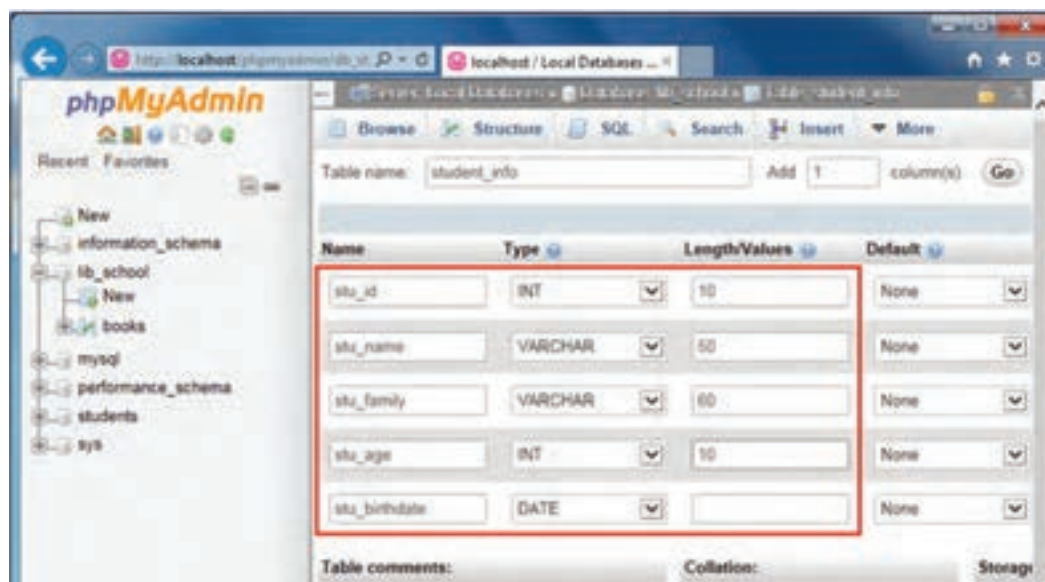 localhost
localhost / Local Databases ...
phpMyAdmin
Recent Favorites
New
information_schema
lib_school
New
books
mysql
performance_schema
students
sys
Browse Structure SQL Search Insert More
Table name: student_info Add 1 column(s) Go
Name Type Length/Values Default
stu_id INT 10 None
stu_name VARCHAR 50 None
stu_family VARCHAR 60 None
stu_age INT 10 None
stu_birthdate DATE None
Table comments: Collation: Storage